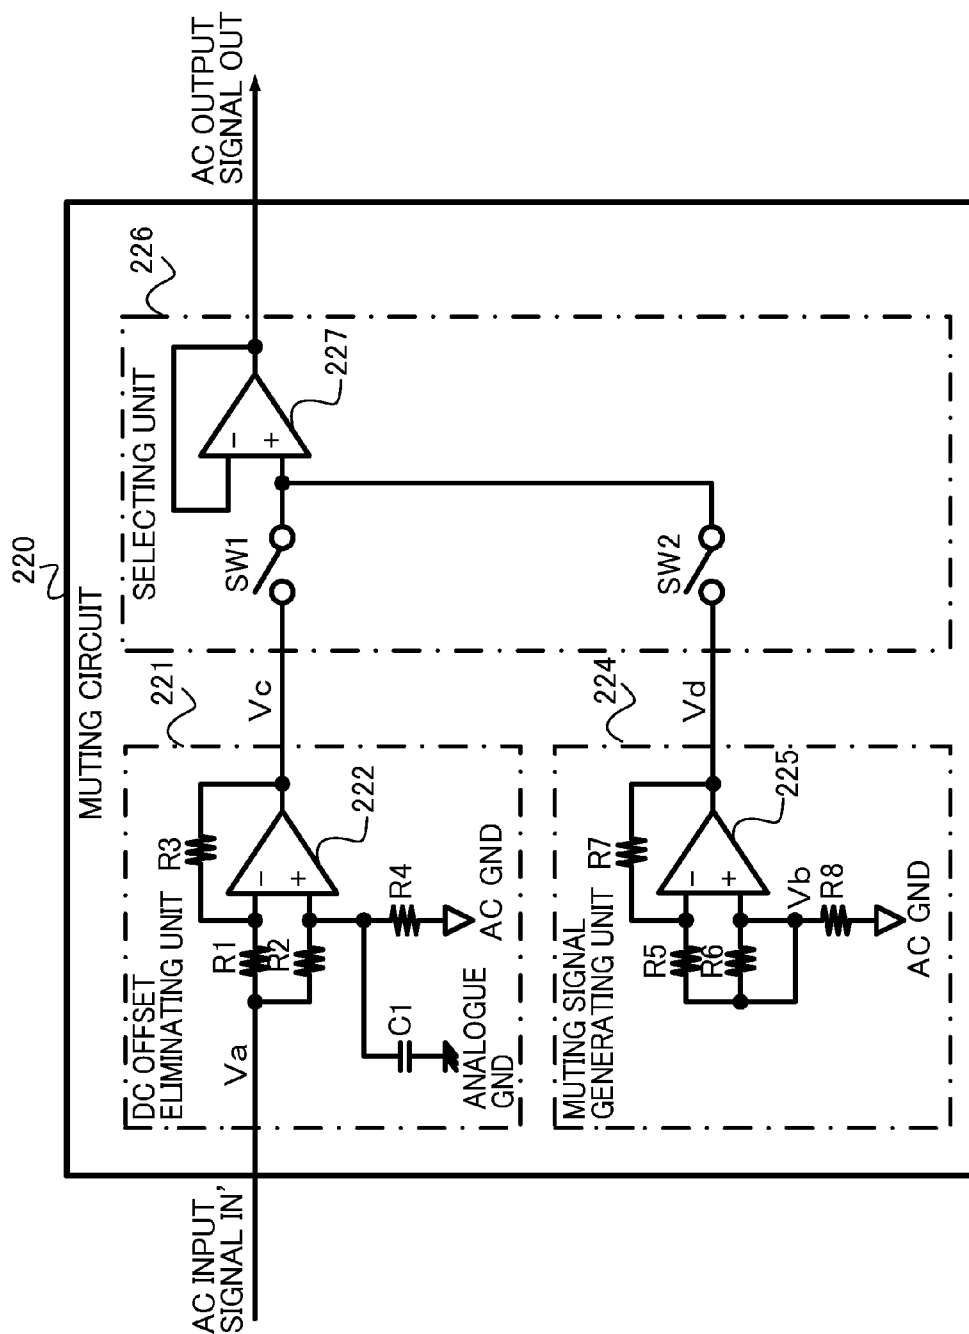 AC INPUT
SIGNAL IN'
MUTING CIRCUIT
220
DC OFFSET
ELIMINATING UNIT
221
Va
R1
R2
R3
-
+
222
C1
ANALOGUE
GND
R4
AC GND
Vc
MUTING SIGNAL
GENERATING UNIT
224
R5
R6
R7
-
+
225
Vb
R8
AC GND
Vd
SELECTING UNIT
226
SW1
SW2
-
+
227
AC OUTPUT
SIGNAL OUT